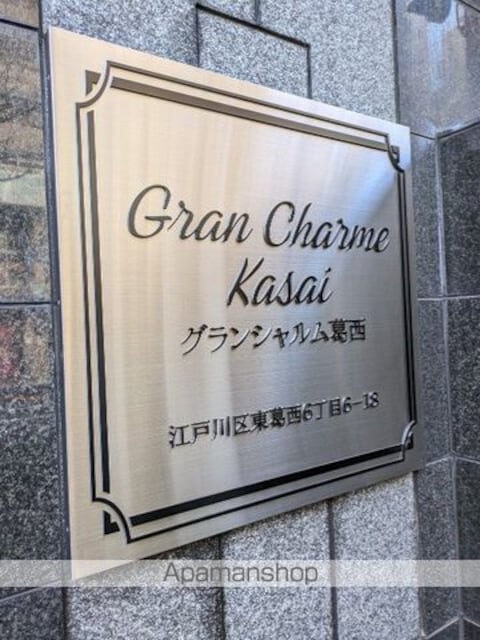 Gran Charme
Kasai
グランシャルム葛西
江戸川区東葛西6丁目6-18
Apamanshop